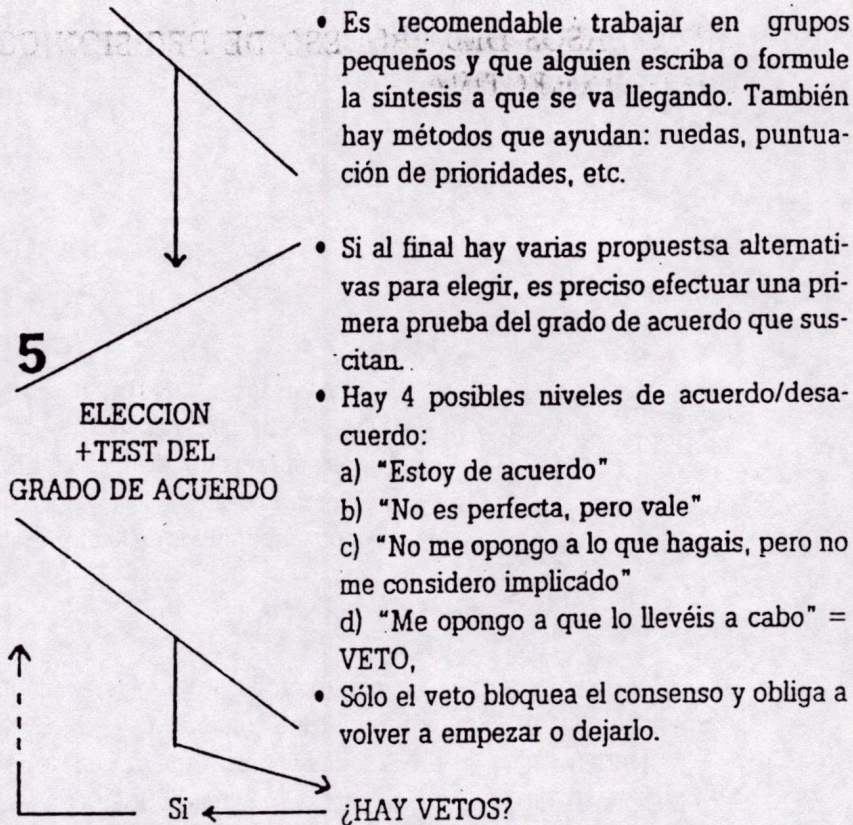 • Es recomendable trabajar en grupos
pequeños y que alguien escriba o formule
la síntesis a que se va llegando. También
hay métodos que ayudan: ruedas, puntua-
ción de prioridades, etc.
• Si al final hay varias propuestsa alternati-
vas para elegir, es preciso efectuar una pri-
mera prueba del grado de acuerdo que sus-
citan.
5
ELECCION
+TEST DEL
GRADO DE ACUERDO
• Hay 4 posibles niveles de acuerdo/desa-
cuerdo:
a) "Estoy de acuerdo"
b) "No es perfecta, pero vale"
c) "No me opongo a lo que hagais, pero no
me considero implicado"
d) "Me opongo a que lo llevéis a cabo" =
VETO,
• Sólo el veto bloquea el consenso y obliga a
volver a empezar o dejarlo.
Si
¿HAY VETOS?